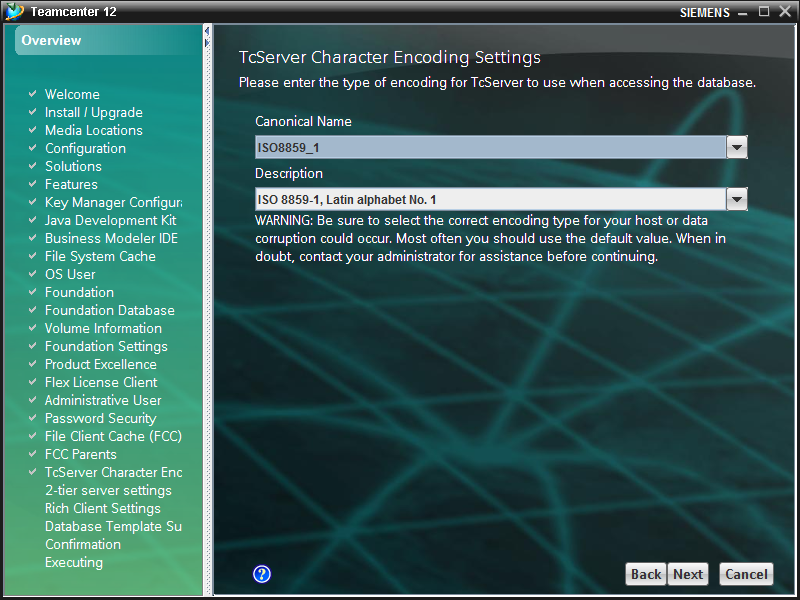 Teamcenter 12
SIEMENS
Overview
Welcome
Install / Upgrade
Media Locations
Configuration
Solutions
Features
Key Manager Configura
Java Development Kit
Business Modeler IDE
File System Cache
OS User
Foundation
Foundation Database
Volume Information
Foundation Settings
Product Excellence
Flex License Client
Administrative User
Password Security
File Client Cache (FCC)
FCC Parents
TcServer Character Enc
2-tier server settings
Rich Client Settings
Database Template Su
Confirmation
Executing
TcServer Character Encoding Settings
Please enter the type of encoding for TcServer to use when accessing the database.
Canonical Name
ISO8859_1
Description
ISO 8859-1, Latin alphabet No. 1
WARNING: Be sure to select the correct encoding type for your host or data
corruption could occur. Most often you should use the default value. When in
doubt, contact your administrator for assistance before continuing.
?
Back Next Cancel